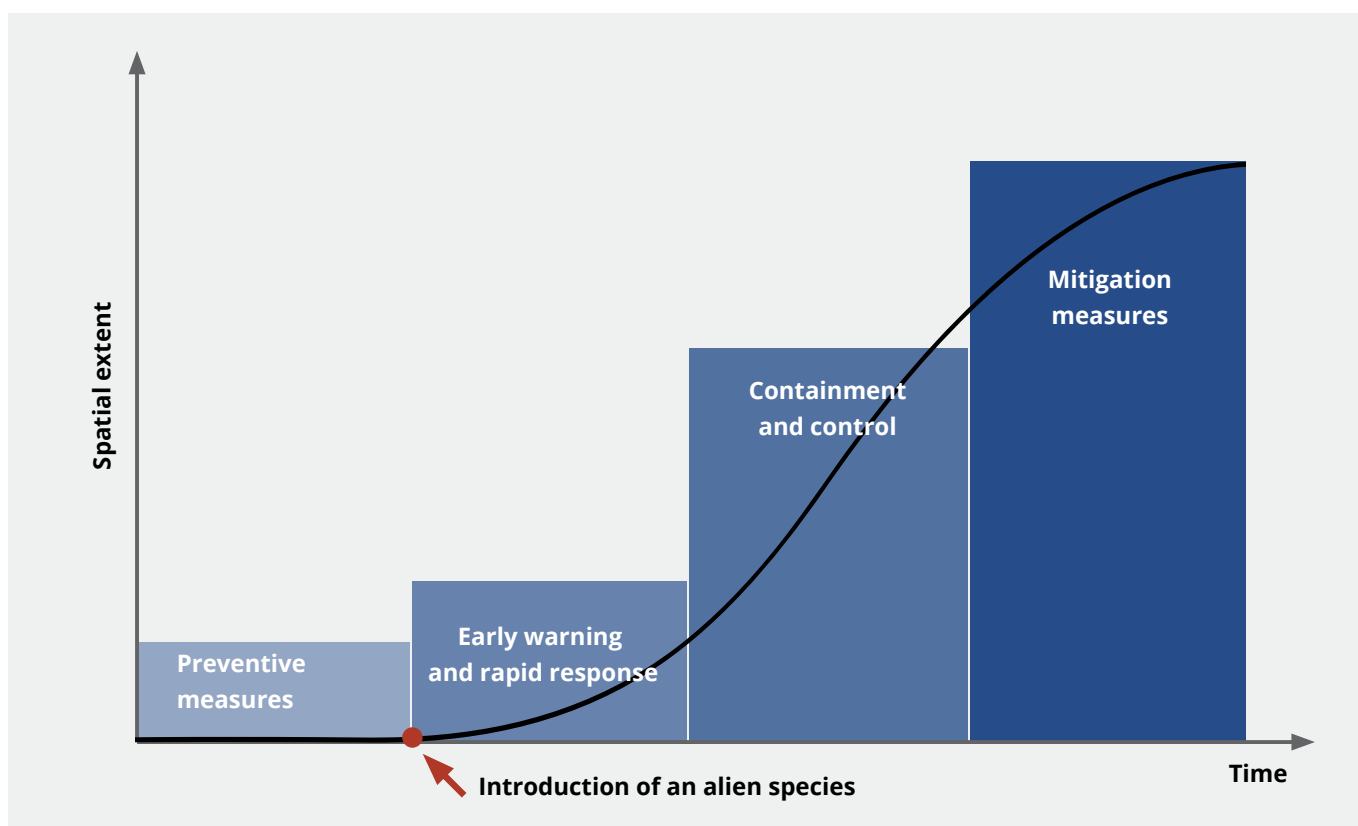 Spatial extent
Preventive
measures
Early warning
and rapid response
Containment
and control
Mitigation
measures
Introduction of an alien species
Time